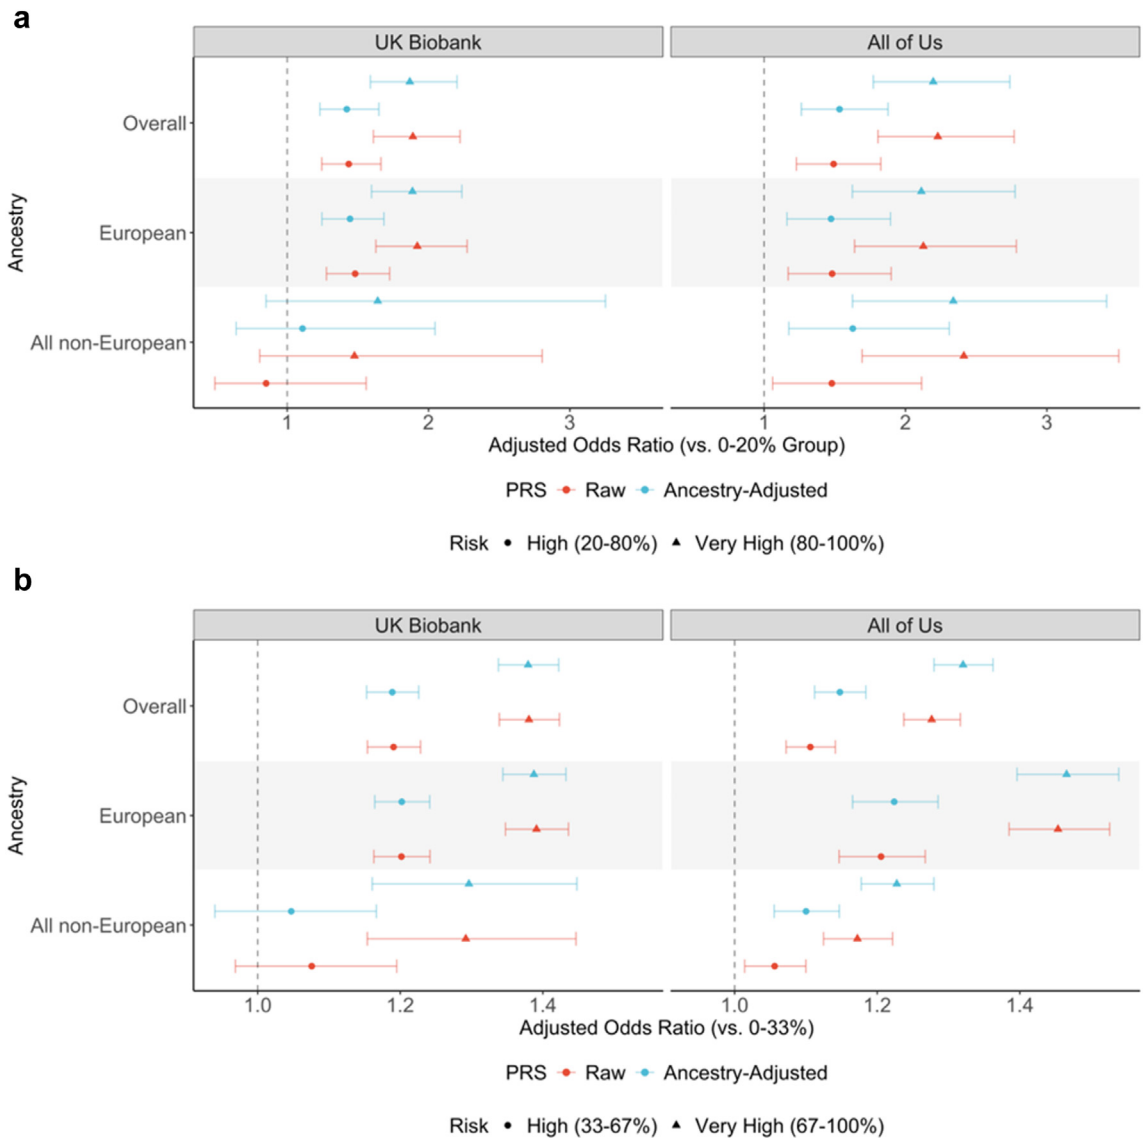 a
UK Biobank
All of Us
Overall
European
All non-European
Ancestry
1 2 3
1 2 3
Adjusted Odds Ratio (vs. 0-20% Group)
PRS Raw Ancestry-Adjusted
Risk High (20-80%) Very High (80-100%)
b
UK Biobank
All of Us
Overall
European
All non-European
Ancestry
1.0 1.2 1.4
1.0 1.2 1.4
Adjusted Odds Ratio (vs. 0-33%)
PRS Raw Ancestry-Adjusted
Risk High (33-67%) Very High (67-100%)